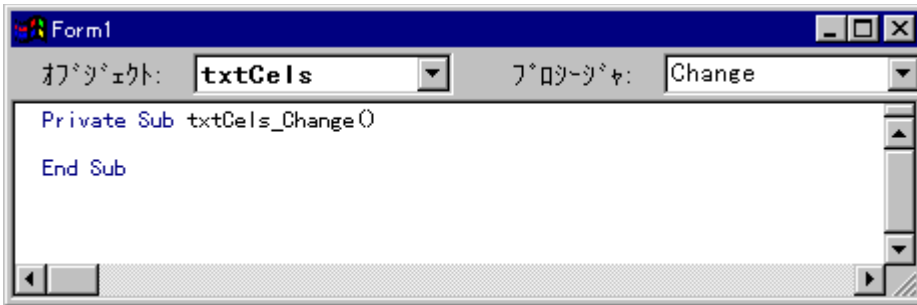 Form1
ｵﾌﾞｼﾞｪｸﾄ: txtCels ﾌﾟﾛｼｰｼﾞｬ: Change
Private Sub txtCels_Change()
End Sub